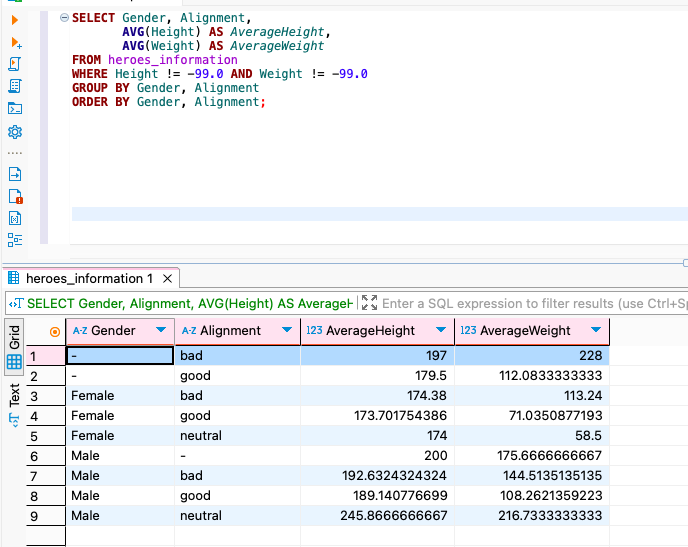 SELECT Gender, Alignment,
AVG(Height) AS AverageHeight,
AVG(Weight) AS AverageWeight
FROM heroes_information
WHERE Height != -99.0 AND Weight != -99.0
GROUP BY Gender, Alignment
ORDER BY Gender, Alignment;
heroes_information 1
SELECT Gender, Alignment, AVG(Height) AS AverageH
Enter a SQL expression to filter results (use Ctrl+Sp
Grid
Text
A-Z Gender A-Z Alignment 123 AverageHeight 123 AverageWeight
1 - bad 197 228
2 - good 179.5 112.0833333333
3 Female bad 174.38 113.24
4 Female good 173.701754386 71.0350877193
5 Female neutral 174 58.5
6 Male - 200 175.6666666667
7 Male bad 192.6324324324 144.5135135135
8 Male good 189.140776699 108.2621359223
9 Male neutral 245.8666666667 216.7333333333